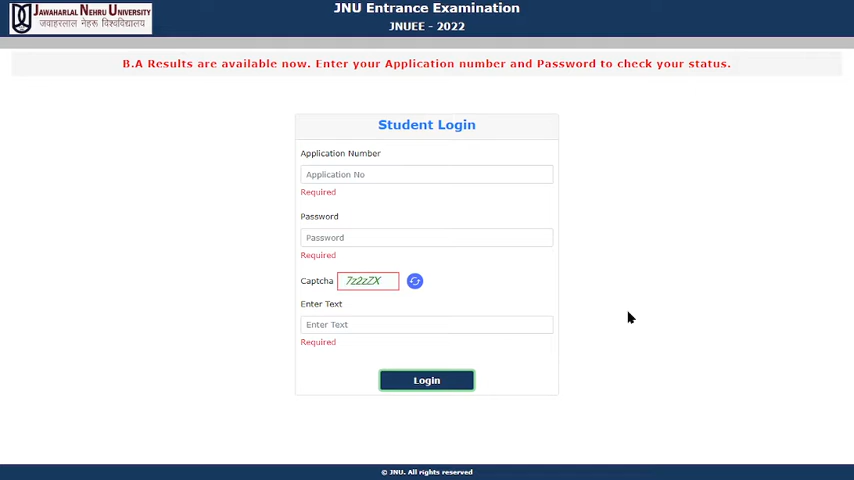 JAWAHARLAL NEHRU UNIVERSITY
जवाहरलाल नेहरू विश्वविद्यालय
JNU Entrance Examination
JNUEE - 2022
B.A Results are available now. Enter your Application number and Password to check your status.
Student Login
Application Number
Application No
Required
Password
Password
Required
Captcha 7z2zZX
Enter Text
Enter Text
Required
Login
© JNU. All rights reserved